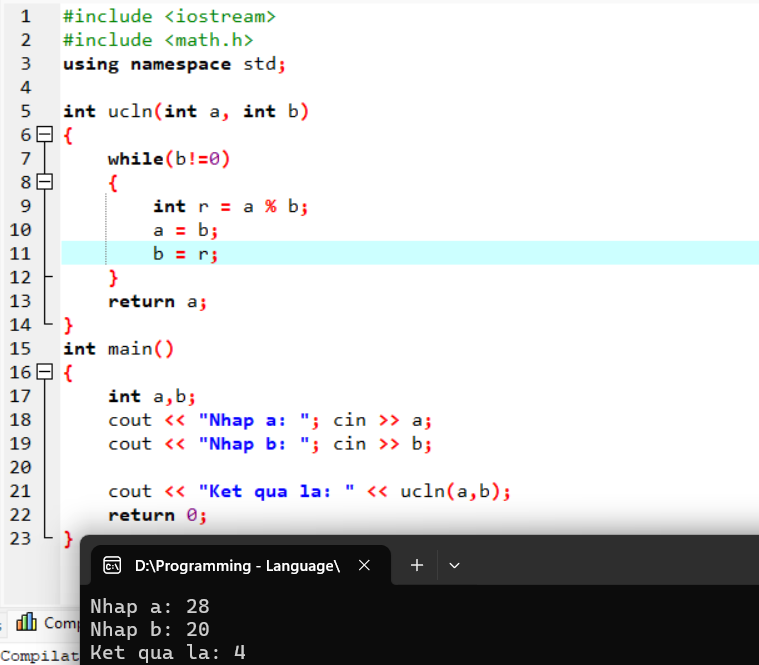 1 #include <iostream>
2 #include <math.h>
3 using namespace std;
4
5 int ucln(int a, int b)
6 {
7     while(b!=0)
8     {
9         int r = a % b;
10         a = b;
11         b = r;
12     }
13     return a;
14 }
15 int main()
16 {
17     int a,b;
18     cout << "Nhap a: "; cin >> a;
19     cout << "Nhap b: "; cin >> b;
20
21     cout << "Ket qua la: " << ucln(a,b);
22     return 0;
23 }
D:\Programming - Language\
Nhap a: 28
Nhap b: 20
Ket qua la: 4